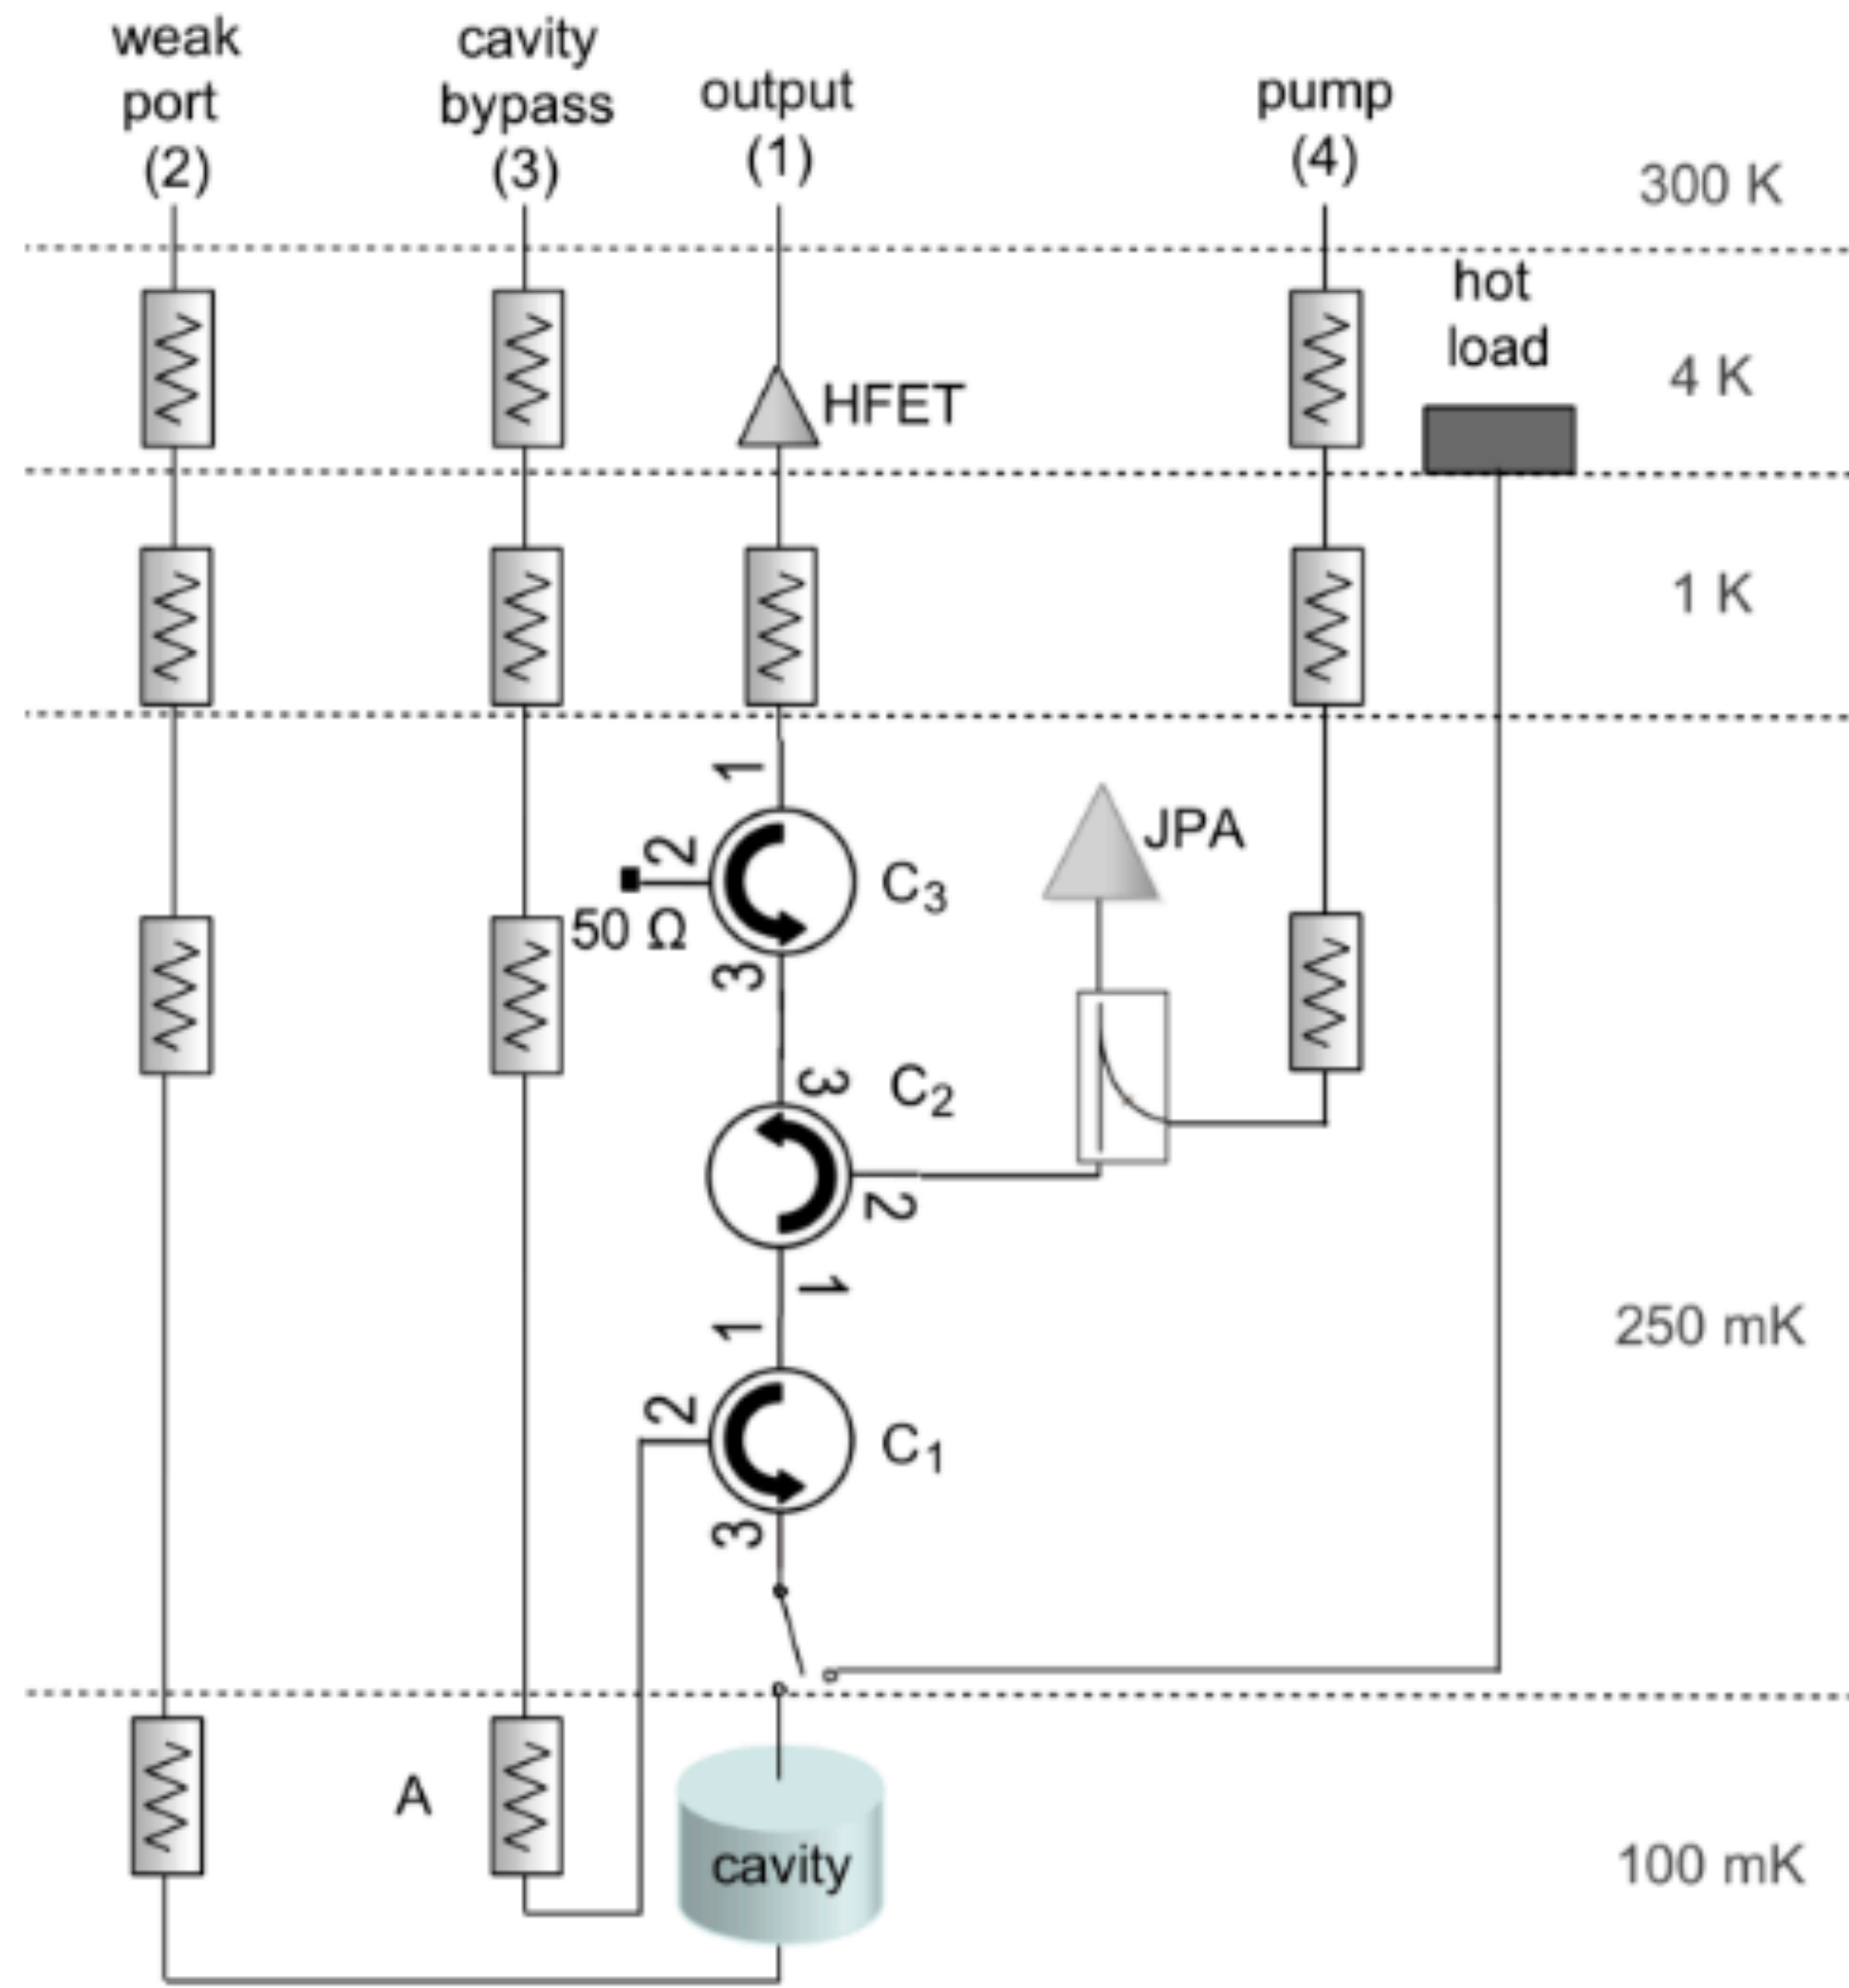 weak
port
(2)
cavity
bypass
(3)
output
(1)
pump
(4)
300 K
hot
load
4 K
HFET
1 K
1
2
50 Ω
3
C3
JPA
3
C2
2
1
1
2
C1
3
250 mK
A
cavity
100 mK